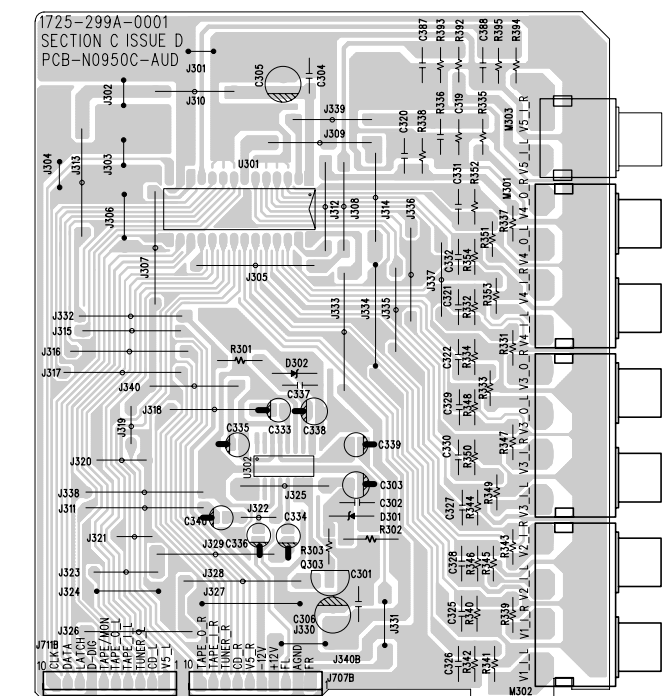 1725-299A-0001
SECTION C ISSUE D
PCB-N0950C-AUD
J301
J302
J310
C305
C304
C387
R393
R392
C388
R395
R394
J339
J309
C320
R338
R336
C319
R335
M303
V5_I_R
V5_I_L
J304
J313
J303
U301
C331
R352
M301
J306
J312
J308
J314
J336
V4_O_R
R337
R351
V4_O_L
J307
J305
C332
R354
J337
V4_I_R
C321
R332
R353
J333
J334
J335
J332
J315
J316
J317
R301
D302
C337
C322
R334
R331
V4_I_L
V3_O_R
R333
J340
J318
C333
C338
C329
R348
V3_O_L
J319
C335
C339
C330
R350
R347
V3_I_R
J320
U302
C303
J325
V3_I_L
R349
J338
J311
C302
C327
R344
J322
C340
C334
D301
R302
J321
J329
C336
R303
Q303
R343
V2_I_R
C328
R346
R345
J323
J328
C301
V2_I_L
J324
J327
C306
J330
J331
C325
R340
R339
V1_I_R
J326
J711B
10
CLK
DATA
LATCH
D-DIG
TAPE/MON
TAPE_O_L
TAPE_I_L
TUNER_L
CD_L
V5_L
1
10
TAPE_O_R
TAPE_I_R
TUNER_R
CD_R
V5_R
-12V
+12V
FL
AGND
FR
J340B
J707B
C326
R342
R341
V1_I_L
M302